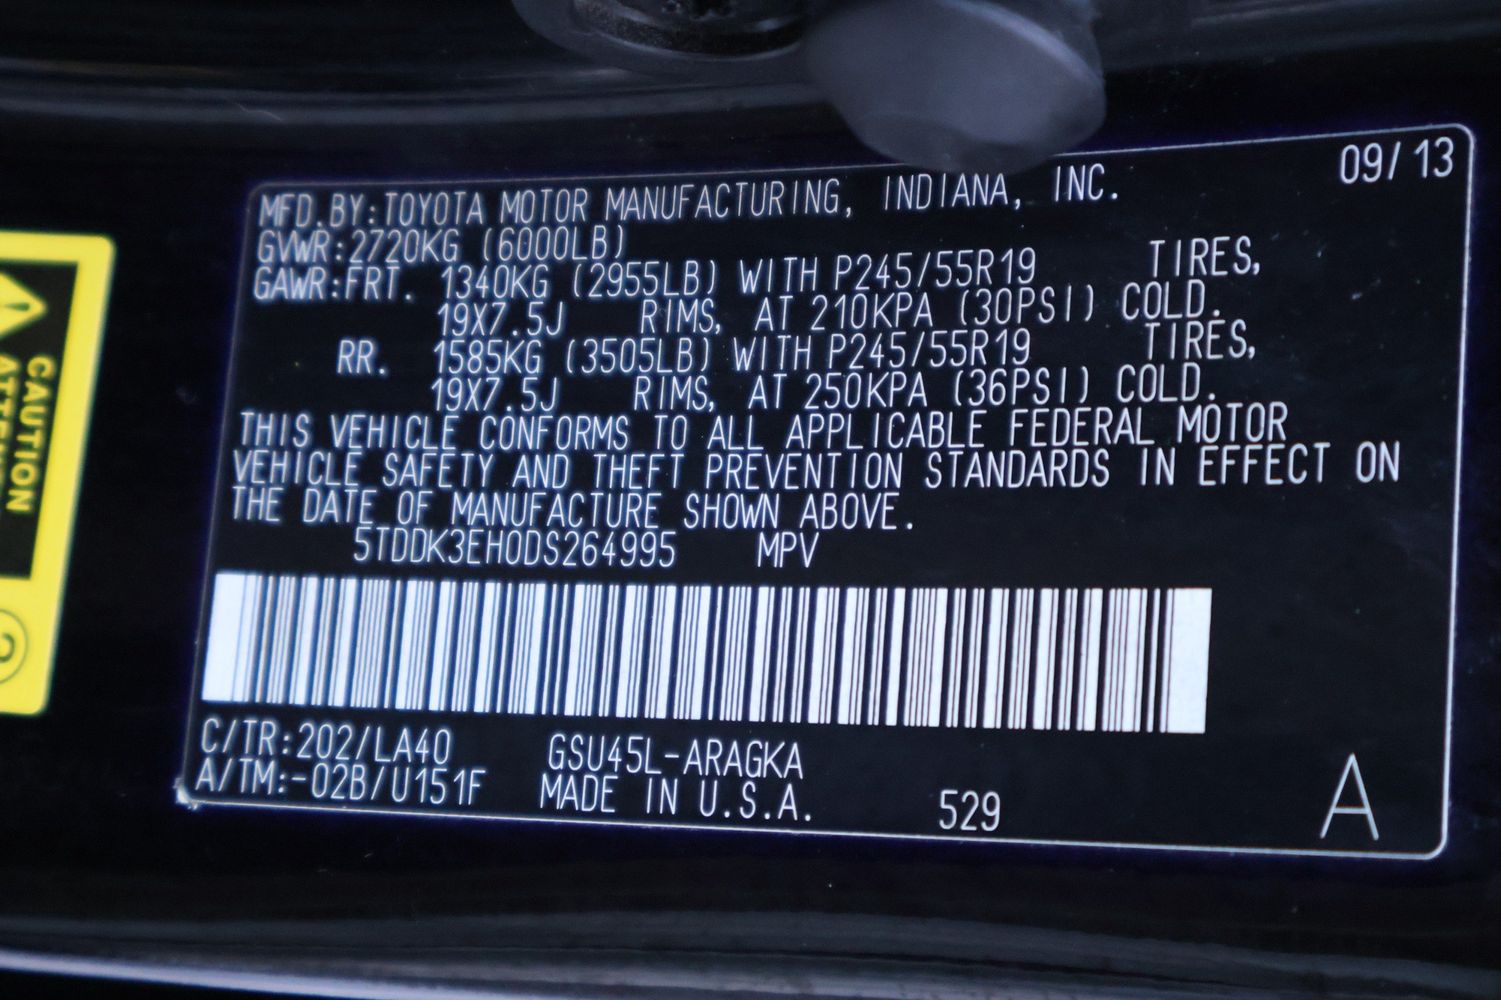 09/ 13
MFD.BY:TOYOTA MOTOR MANUFACTURING, INDIANA, INC.
GVWR:2720KG (6000LB)
GAWR:FRT. 1340KG (2955LB) WITH P245/55R19 TIRES,
19X7.5J RIMS, AT 210KPA (30PSI) COLD.
RR. 1585KG (3505LB) WITH P245/55R19 TIRES,
19X7.5J RIMS, AT 250KPA (36PSI) COLD.
THIS VEHICLE CONFORMS TO ALL APPLICABLE FEDERAL MOTOR
VEHICLE SAFETY AND THEFT PREVENTION STANDARDS IN EFFECT ON
THE DATE OF MANUFACTURE SHOWN ABOVE.
5TDDK3EH0DS264995 MPV
C/TR:202/LA40 GSU45L-ARAGKA
A/TM:-02B/U151F MADE IN U.S.A. 529 A
CAUTION
2